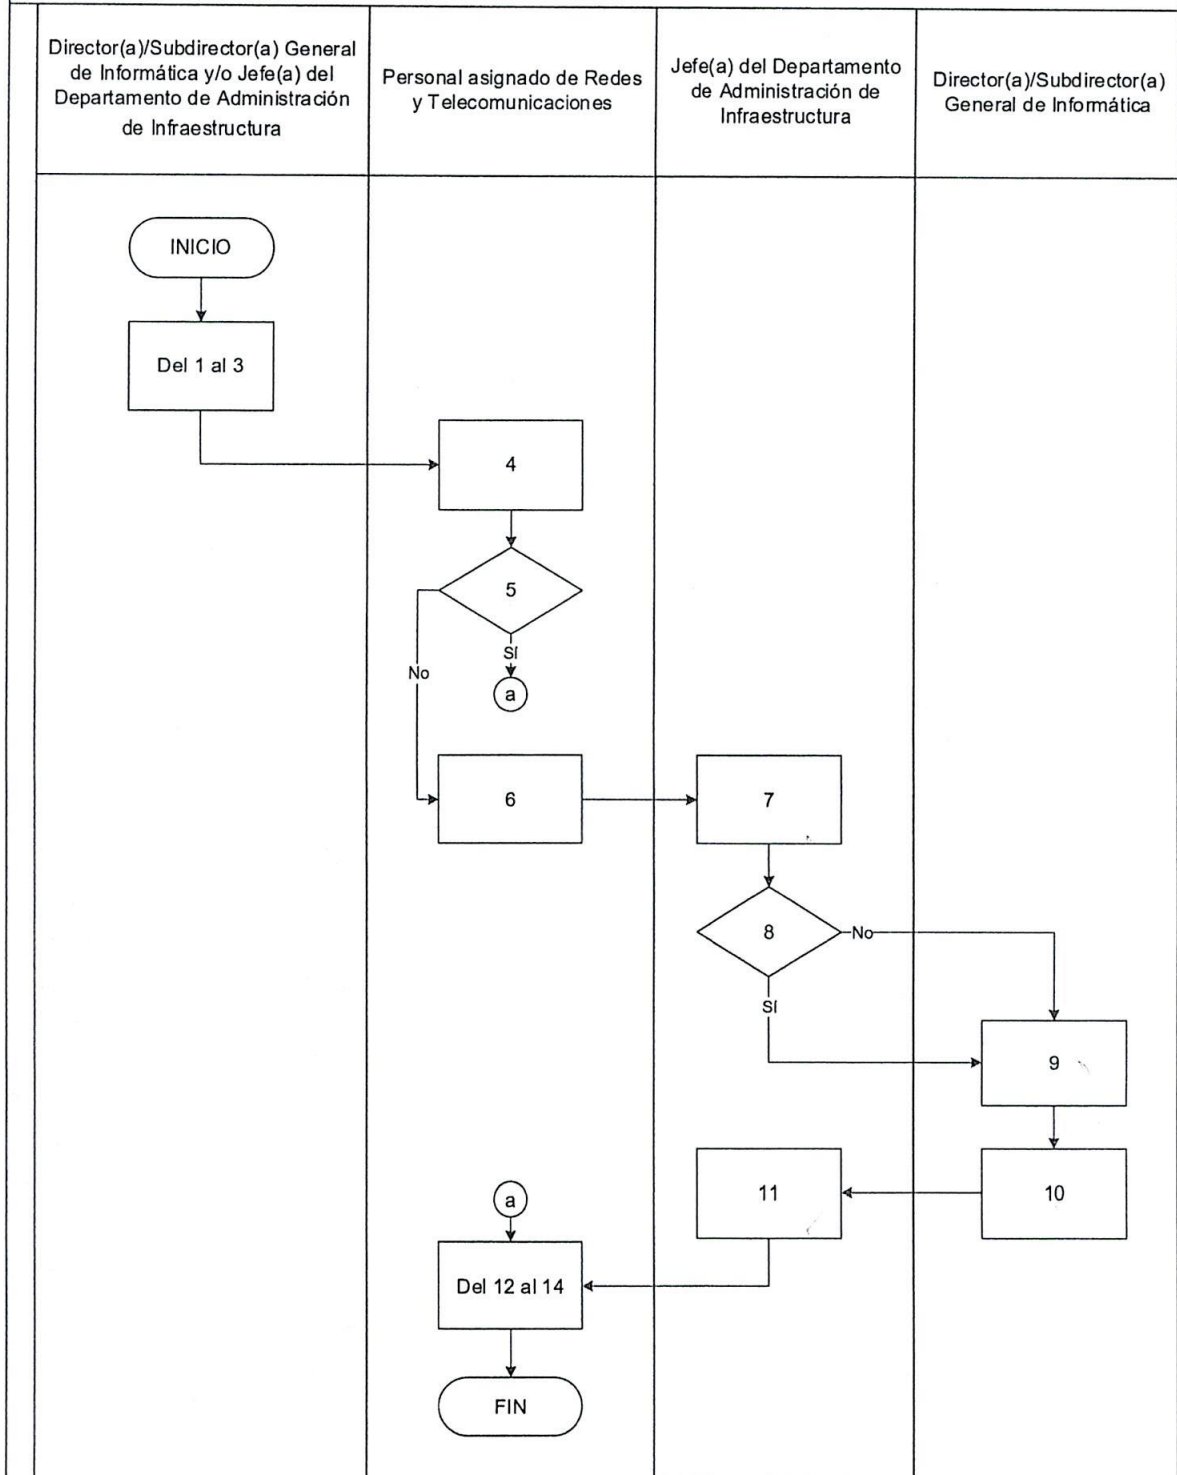 Director(a)/Subdirector(a) General
de Informática y/o Jefe(a) del
Departamento de Administración
de Infraestructura
Personal asignado de Redes
y Telecomunicaciones
Jefe(a) del Departamento
de Administración de
Infraestructura
Director(a)/Subdirector(a)
General de Informática
INICIO
Del 1 al 3
4
5
Sí
No
a
6
7
8
No
Sí
9
10
11
a
Del 12 al 14
FIN